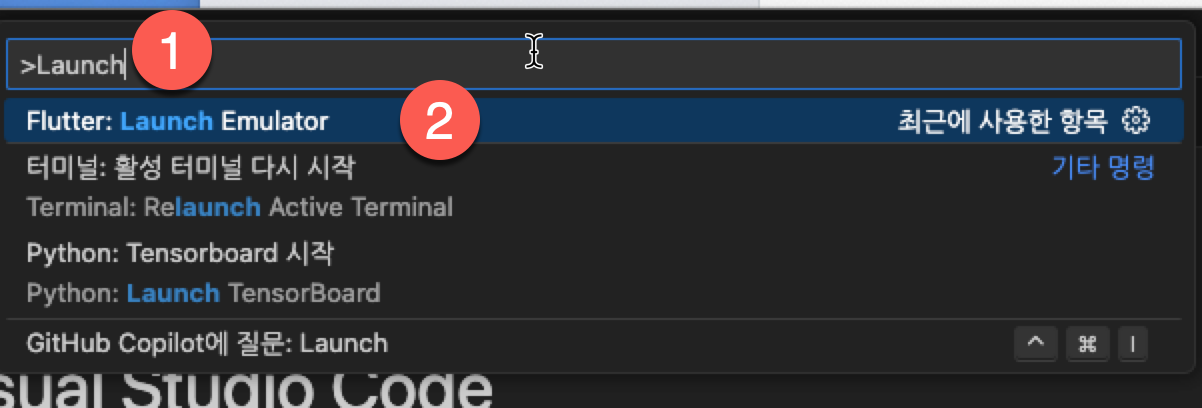 >Launch
1
Flutter: Launch Emulator
2
최근에 사용한 항목
터미널: 활성 터미널 다시 시작
기타 명령
Terminal: Relaunch Active Terminal
Python: Tensorboard 시작
Python: Launch TensorBoard
GitHub Copilot에 질문: Launch
^ ⌘ I
sual Studio Code